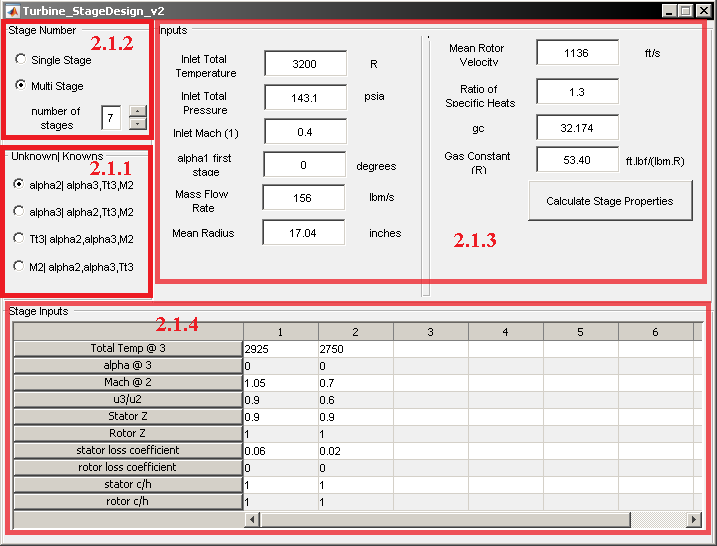 Turbine_StageDesign_v2
Stage Number
2.1.2
Single Stage
Multi Stage
number of
stages
7
Unknown| Knowns
2.1.1
alpha2| alpha3,Tt3,M2
alpha3| alpha2,Tt3,M2
Tt3| alpha2,alpha3,M2
M2| alpha2,alpha3,Tt3
Inputs
Inlet Total
Temperature
3200
R
Inlet Total
Pressure
143.1
psia
Inlet Mach (1)
0.4
alpha1 first
stage
0
degrees
Mass Flow
Rate
156
lbm/s
Mean Radius
17.04
inches
Mean Rotor
Velocity
1136
ft/s
Ratio of
Specific Heats
1.3
gc
32.174
Gas Constant
(R)
53.40
ft.lbf/(lbm.R)
Calculate Stage Properties
2.1.3
Stage Inputs
2.1.4
1 2 3 4 5 6
Total Temp @ 3 2925 2750
alpha @ 3 0 0
Mach @ 2 1.05 0.7
u3/u2 0.9 0.6
Stator Z 0.9 0.9
Rotor Z 1 1
stator loss coefficient 0.06 0.02
rotor loss coefficient 0 0
stator c/h 1 1
rotor c/h 1 1